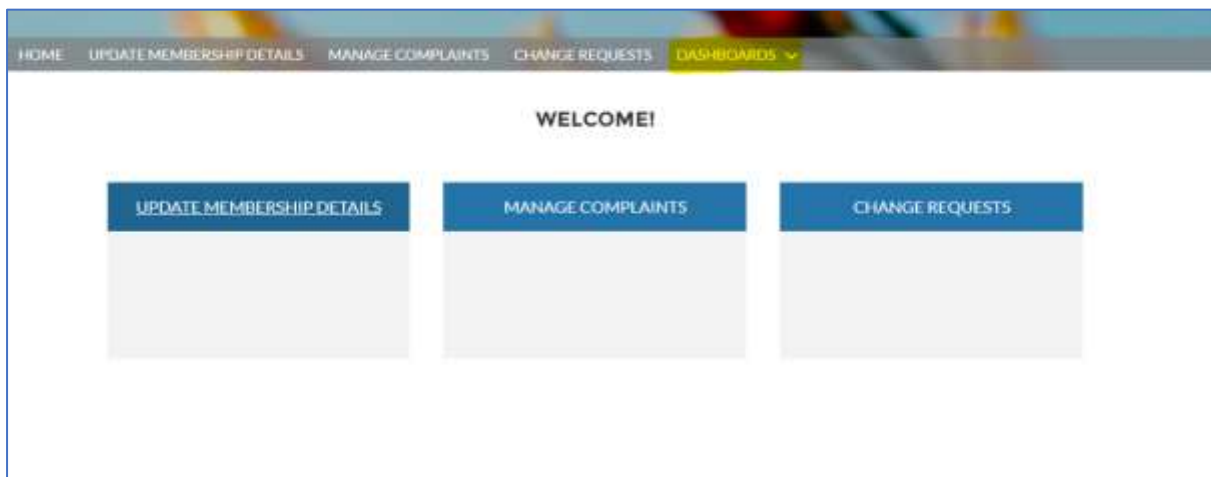 HOME UPDATE MEMBERSHIP DETAILS MANAGE COMPLAINTS CHANGE REQUESTS DASHBOARDS
WELCOME!
UPDATE MEMBERSHIP DETAILS MANAGE COMPLAINTS CHANGE REQUESTS